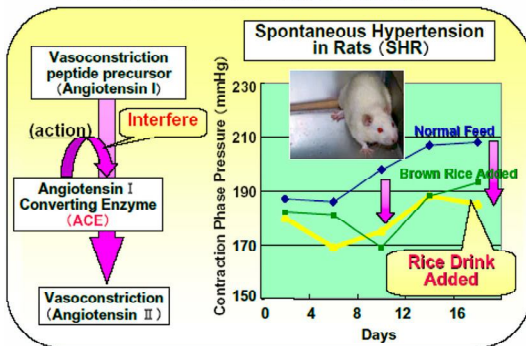 Vasoconstriction
peptide precursor
(Angiotensin I)
(action)
Interfere
Angiotensin I
Converting Enzyme
(ACE)
Vasoconstriction
(Angiotensin II)
Spontaneous Hypertension
in Rats (SHR)
Contraction Phase Pressure (mmHg)
230
210
190
170
150
Normal Feed
Brown Rice Added
Rice Drink
Added
0 4 8 12 16
Days